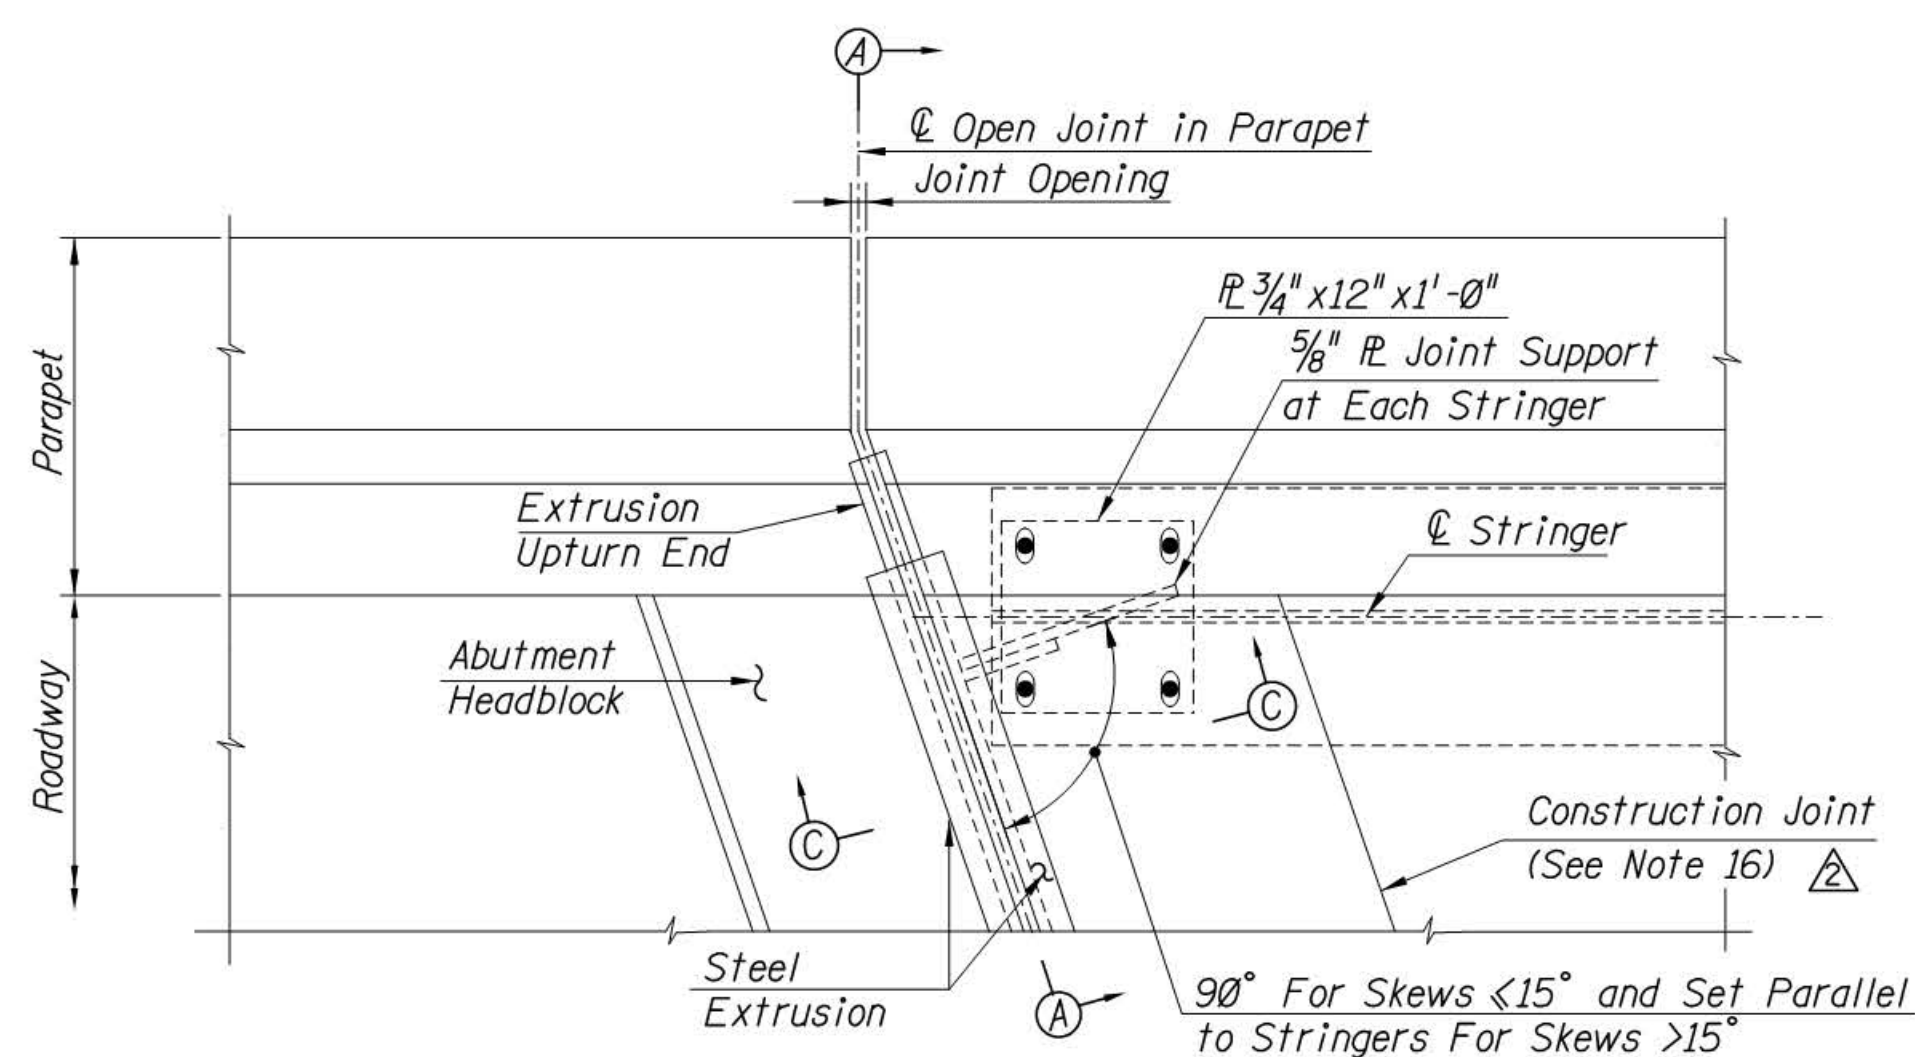 A
℄ Open Joint in Parapet
Joint Opening
Parapet
℄ 3/4" x12" x1'-0"
5/8" ℄ Joint Support
at Each Stringer
Extrusion
Upturn End
℄ Stringer
Abutment
Headblock
C
Roadway
C
Construction Joint
(See Note 16) 2
Steel
Extrusion
A
90° For Skews ≤15° and Set Parallel
to Stringers For Skews >15°